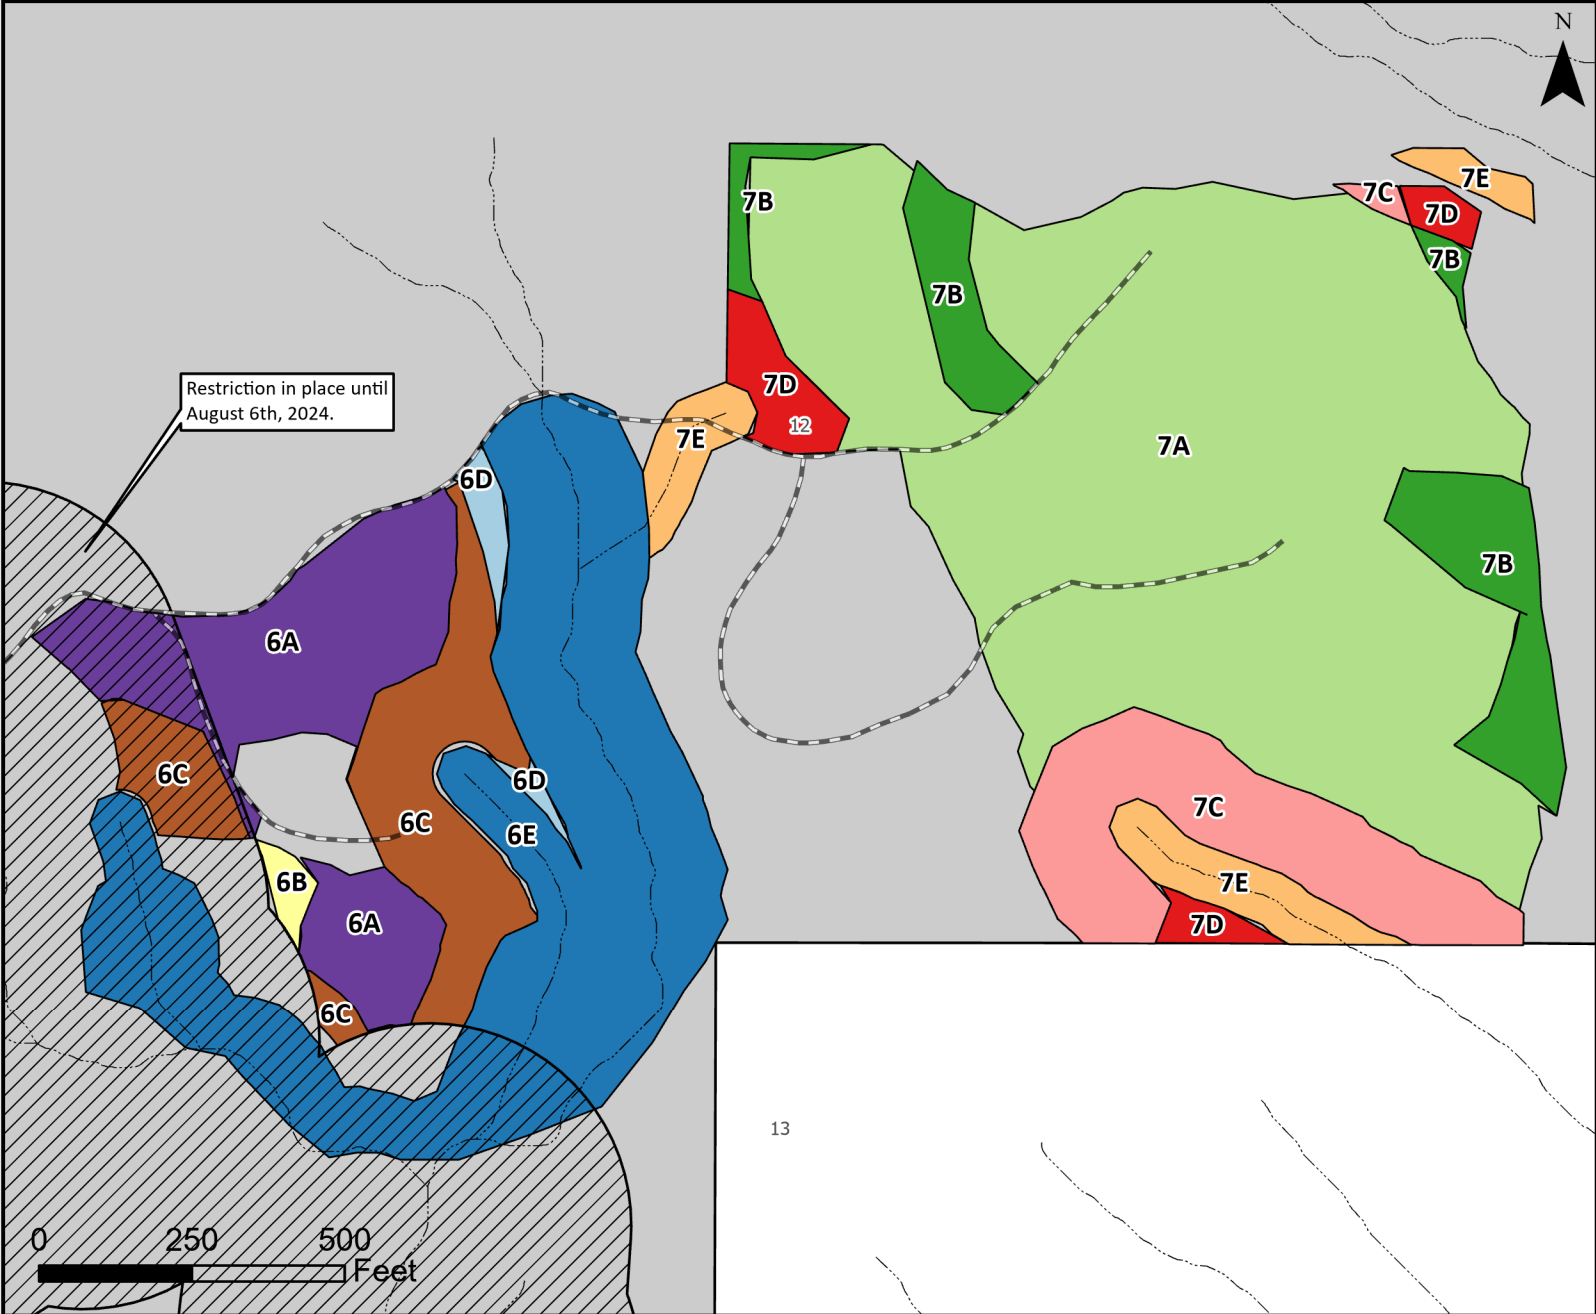 N
7B
7C
7E
7D
7B
7B
Restriction in place until
August 6th, 2024.
7D
12
7E
7A
6D
7B
6A
6C
6D
6C
6E
7C
6B
6A
7E
7D
6C
13
0 250 500
Feet